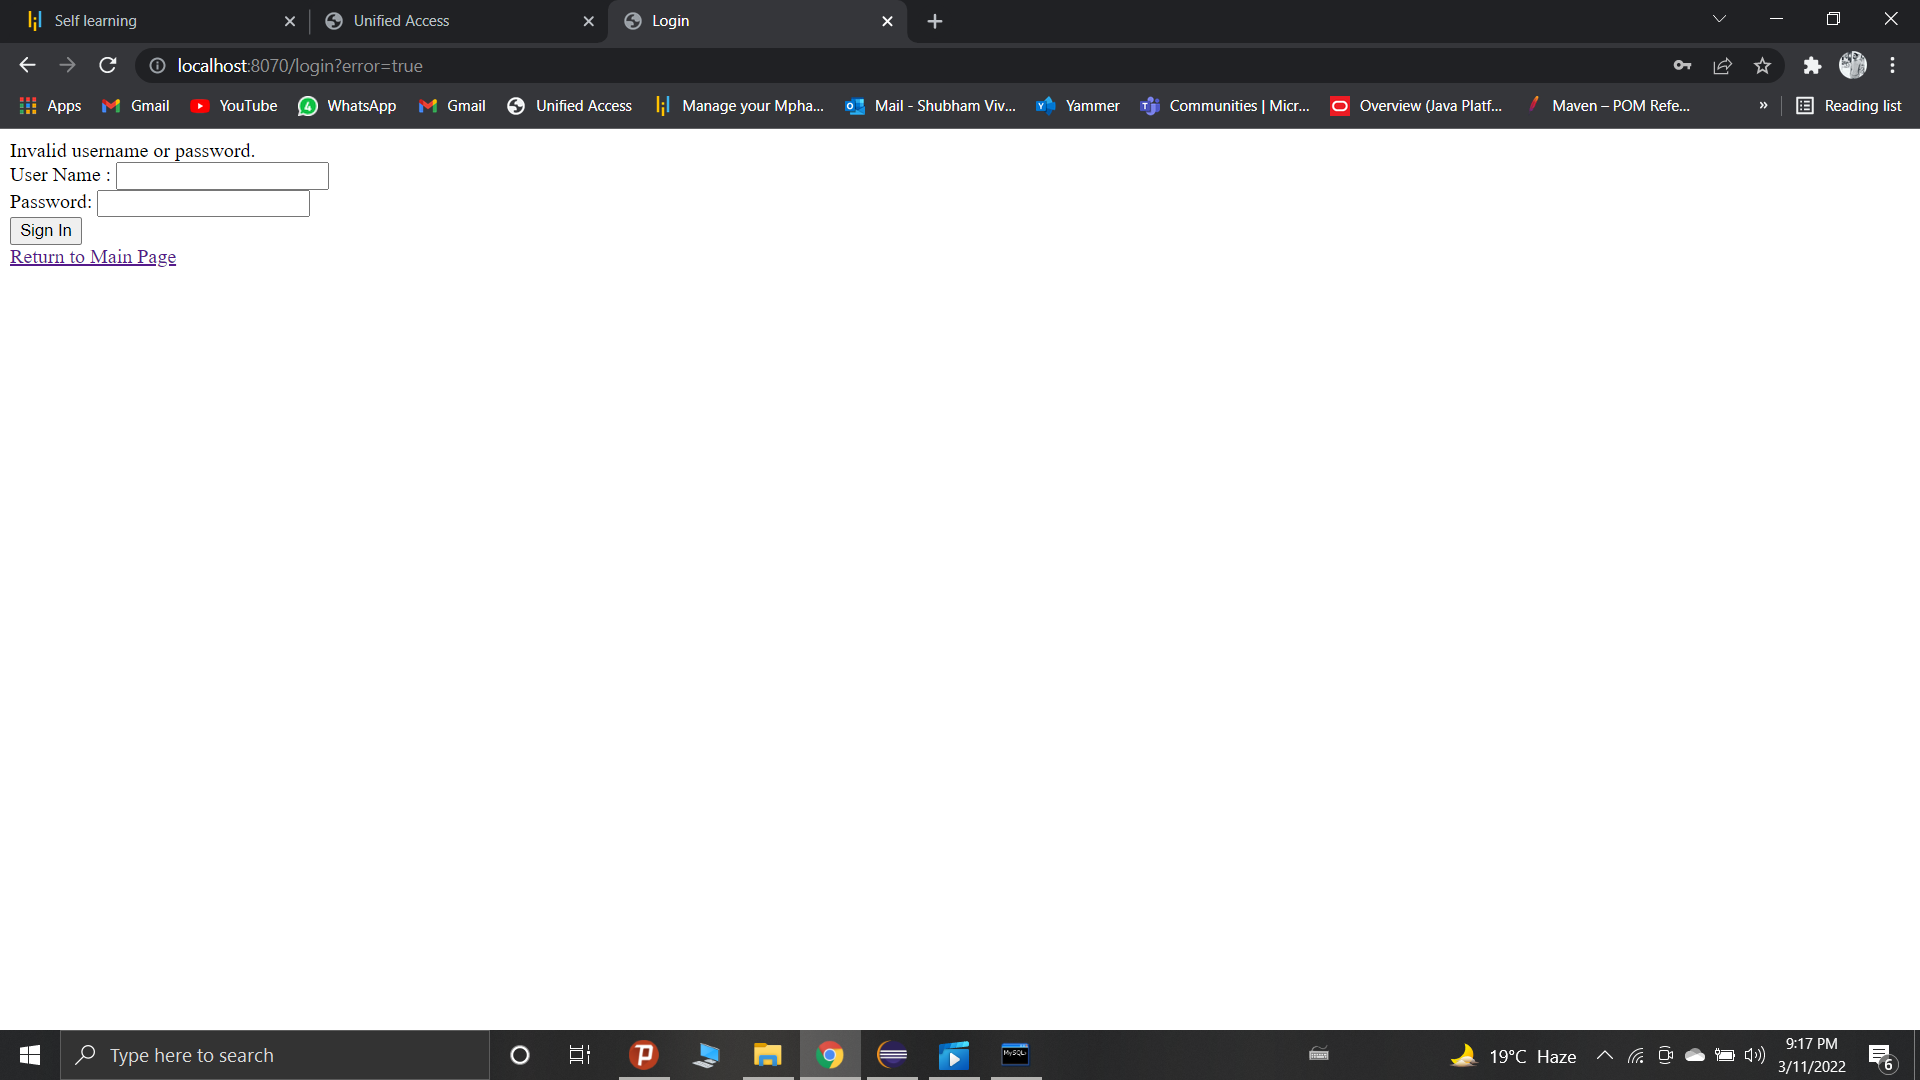 Self learning
Unified Access
Login
localhost:8070/login?error=true
Apps
Gmail
YouTube
4
WhatsApp
Gmail
Unified Access
Manage your Mpha...
Mail - Shubham Viv...
Yammer
Communities | Micr...
Overview (Java Platf...
Maven – POM Refe...
»
Reading list
Invalid username or password.
User Name :
Password:
Sign In
Return to Main Page
Type here to search
MySQL
19°C Haze
9:17 PM
3/11/2022
6